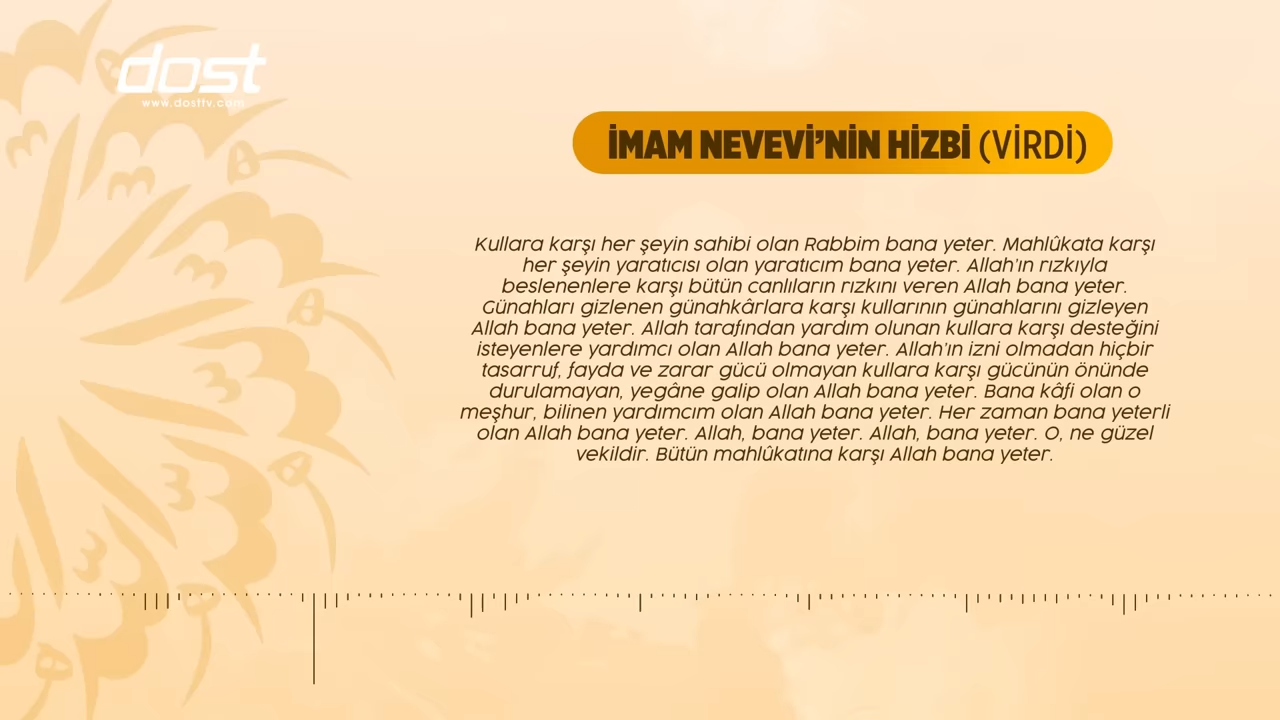 dost
www.dosttv.com
İMAM NEVEVİ’NİN HİZBİ (VİRDİ)
Kullara karşı her şeyin sahibi olan Rabbim bana yeter. Mahlûkata karşı
her şeyin yaratıcısı olan yaratıcım bana yeter. Allah'ın rızkıyla
beslenenlere karşı bütün canlıların rızkını veren Allah bana yeter.
Günahları gizlenen günahkârlara karşı kullarının günahlarını gizleyen
Allah bana yeter. Allah tarafından yardım olunan kullara karşı desteğini
isteyenlere yardımcı olan Allah bana yeter. Allah'ın izni olmadan hiçbir
tasarruf, fayda ve zarar gücü olmayan kullara karşı gücünün önünde
durulamayan, yegâne galip olan Allah bana yeter. Bana kâfi olan o
meşhur, bilinen yardımcım olan Allah bana yeter. Her zaman bana yeterli
olan Allah bana yeter. Allah, bana yeter. Allah, bana yeter. O, ne güzel
vekildir. Bütün mahlûkatına karşı Allah bana yeter.